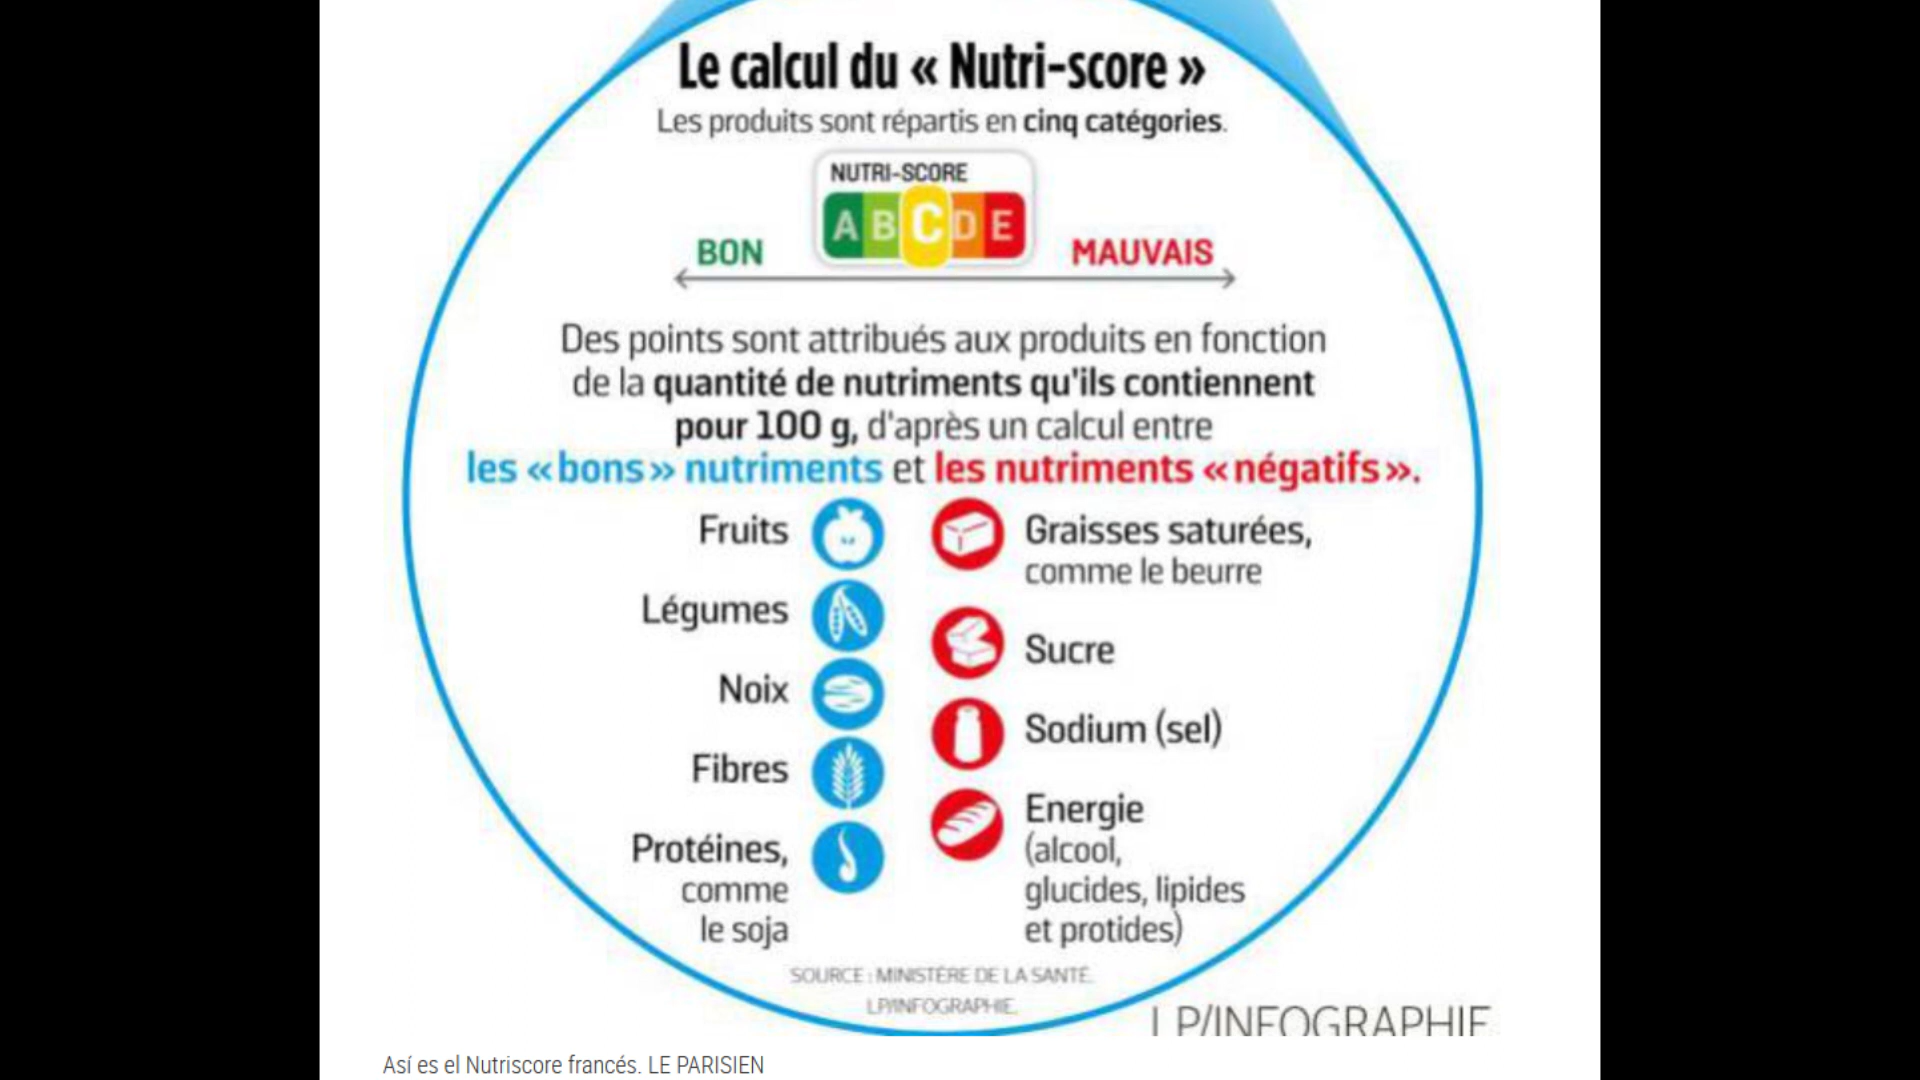 Le calcul du « Nutri-score »
Les produits sont répartis en cinq catégories.
NUTRI-SCORE
A B C D E
BON
MAUVAIS
Des points sont attribués aux produits en fonction
de la quantité de nutriments qu'ils contiennent
pour 100 g, d'après un calcul entre
les « bons » nutriments et les nutriments « négatifs ».
Fruits
Légumes
Noix
Fibres
Protéines,
comme
le soja
Graisses saturées,
comme le beurre
Sucre
Sodium (sel)
Energie
(alcool,
glucides, lipides
et protides)
SOURCE : MINISTÈRE DE LA SANTÉ.
LP/INFOGRAPHIE.
LP/INFOGRAPHIE
Así es el Nutriscore francés. LE PARISIEN